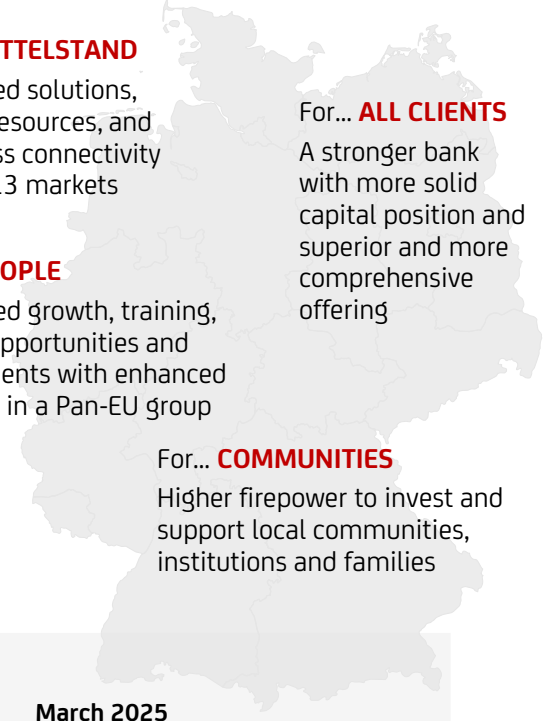 TTELSTAND
ed solutions,
esources, and
ss connectivity
13 markets
For... ALL CLIENTS
A stronger bank
with more solid
capital position and
superior and more
comprehensive
offering
OPLE
ed growth, training,
pportunities and
ents with enhanced
in a Pan-EU group
For... COMMUNITIES
Higher firepower to invest and
support local communities,
institutions and families
March 2025